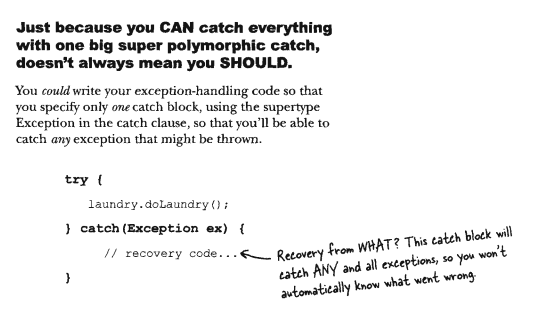 Just because you CAN catch everything
with one big super polymorphic catch,
doesn't always mean you SHOULD.
You could write your exception-handling code so that
you specify only one catch block, using the supertype
Exception in the catch clause, so that you'll be able to
catch any exception that might be thrown.
try {
laundry.doLaundry();
} catch(Exception ex) {
// recovery code...
}
Recovery from WHAT? This catch block will
catch ANY and all exceptions, so you won't
automatically know what went wrong.